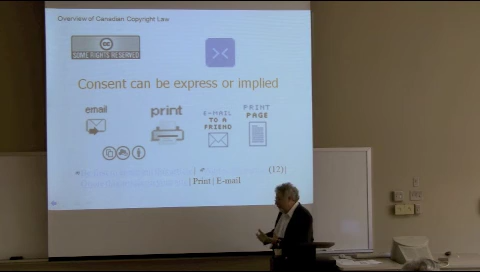 Overview of Canadian Copyright Law
cc
SOME RIGHTS RESERVED
Consent can be express or implied
email
print
E-MAIL
TO A
FRIEND
PRINT
PAGE
(12)|
| Print | E-mail